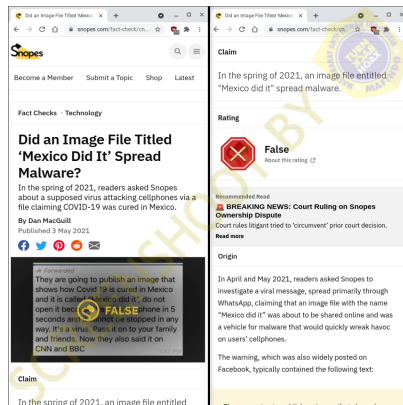 Did an Image File Titled 'Mexico
snopes.com/fact-check/cn...
Snopes
Become a Member Submit a Topic Shop Latest
Fact Checks Technology
Did an Image File Titled
‘Mexico Did It’ Spread
Malware?
In the spring of 2021, readers asked Snopes
about a supposed virus attacking cellphones via a
file claiming COVID-19 was cured in Mexico.
By Dan MacGuill
Published 3 May 2021
Forwarded
They are going to publish an image that
shows how Covid 19 is cured in Mexico
and it is called "Mexico did it", do not
open it
phone in 5
seconds and
cannot be stopped in any
way. It's a virus. Pass it on to your family
and friends. Now they also said it on
CNN and BBC
FALSE
Claim
In the spring of 2021, an image file entitled
Did an Image File Titled 'Mexico
snopes.com/fact-check/cn...
Claim
In the spring of 2021, an image file entitled
"Mexico did it" spread malware.
Rating
False
About this rating
Recommended Read
BREAKING NEWS: Court Ruling on Snopes
Ownership Dispute
Court rules litigant tried to 'circumvent' prior court decision.
Read more
Origin
In April and May 2021, readers asked Snopes to
investigate a viral message, spread primarily through
WhatsApp, claiming that an image file with the name
"Mexico did it" was about to be shared online and was
a vehicle for malware that would quickly wreak havoc
on users' cellphones.
The warning, which was also widely posted on
Facebook, typically contained the following text:
SCREENSHOT BY
TURN
BACK